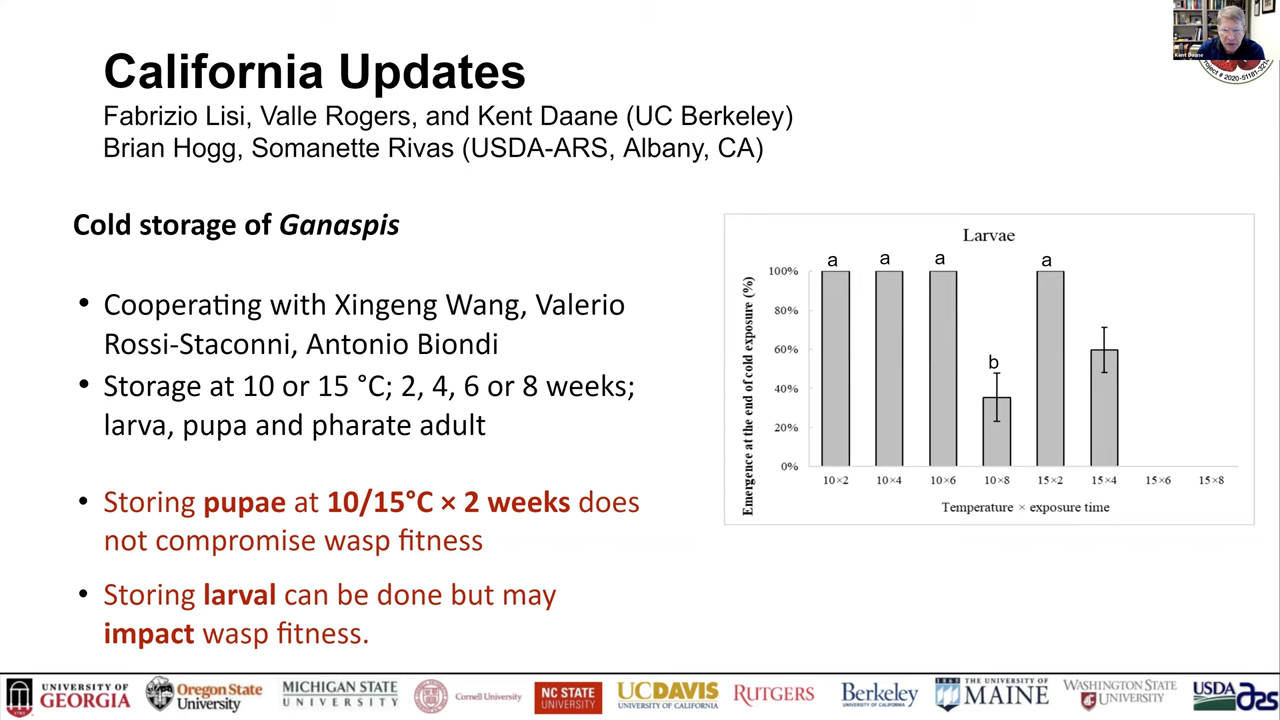 California Updates
Fabrizio Lisi, Valle Rogers, and Kent Daane (UC Berkeley)
Brian Hogg, Somanette Rivas (USDA-ARS, Albany, CA)
Kent Daane
Project # 2020-51181-321
Cold storage of Ganaspis
• Cooperating with Xingeng Wang, Valerio
Rossi-Staconni, Antonio Biondi
• Storage at 10 or 15 °C; 2, 4, 6 or 8 weeks;
larva, pupa and pharate adult
• Storing pupae at 10/15°C × 2 weeks does
not compromise wasp fitness
• Storing larval can be done but may
impact wasp fitness.
Larvae
Emergence at the end of cold exposure (%)
100%
80%
60%
40%
20%
0%
a a a b a
10×2 10×4 10×6 10×8 15×2 15×4 15×6 15×8
Temperature × exposure time
UNIVERSITY OF
GEORGIA
Oregon State
University
MICHIGAN STATE
UNIVERSITY
Cornell University
NC STATE
UNIVERSITY
UCDAVIS
UNIVERSITY OF CALIFORNIA
RUTGERS
Berkeley
UNIVERSITY OF CALIFORNIA
1865
THE UNIVERSITY OF
MAINE
WASHINGTON STATE
UNIVERSITY
USDA
ars